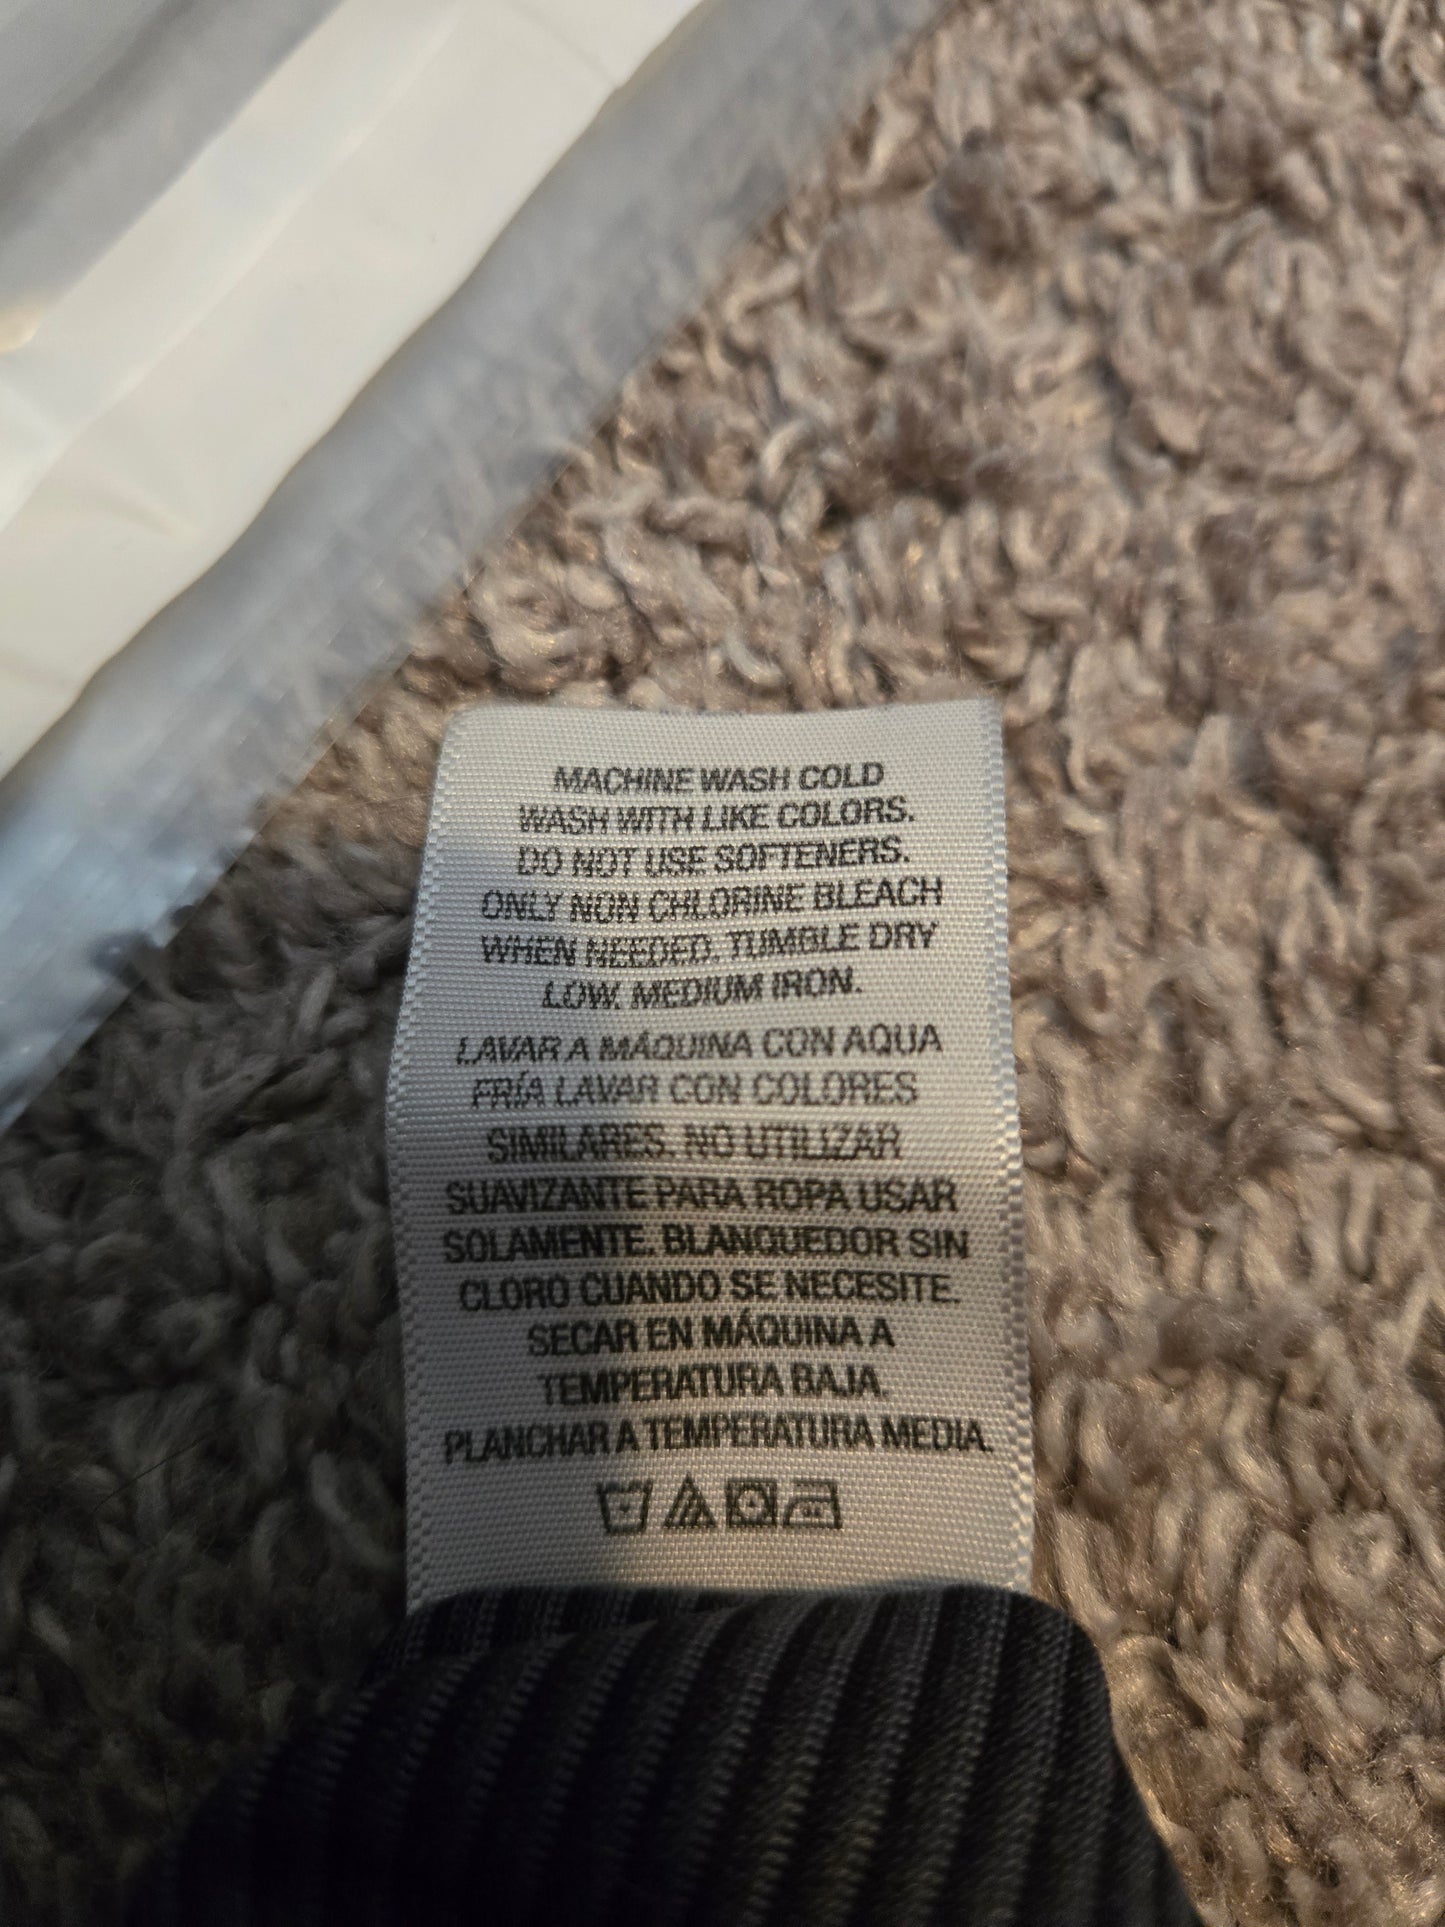 MACHINE WASH COLD
WASH WITH LIKE COLORS.
DO NOT USE SOFTENERS.
ONLY NON CHLORINE BLEACH
WHEN NEEDED. TUMBLE DRY
LOW. MEDIUM IRON.
LAVAR A MÁQUINA CON AQUA
FRÍA LAVAR CON COLORES
SIMILARES. NO UTILIZAR
SUAVIZANTE PARA ROPA USAR
SOLAMENTE. BLANQUEDOR SIN
CLORO CUANDO SE NECESITE.
SECAR EN MÁQUINA A
TEMPERATURA BAJA.
PLANCHAR A TEMPERATURA MEDIA.